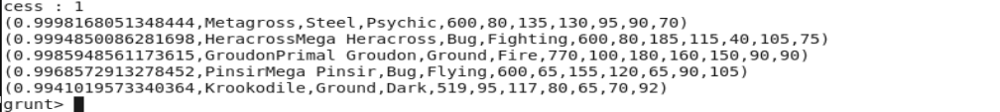 cess : 1
(0.9998168051348444,Metagross,Steel,Psychic,600,80,135,130,95,90,70)
(0.9994850086281698,HeracrossMega Heracross,Bug,Fighting,600,80,185,115,40,105,75)
(0.9985948561173615,GroudonPrimal Groudon,Ground,Fire,770,100,180,160,150,90,90)
(0.9968572913278452,PinsirMega Pinsir,Bug,Flying,600,65,155,120,65,90,105)
(0.9941019573340364,Krookodile,Ground,Dark,519,95,117,80,65,70,92)
grunt>